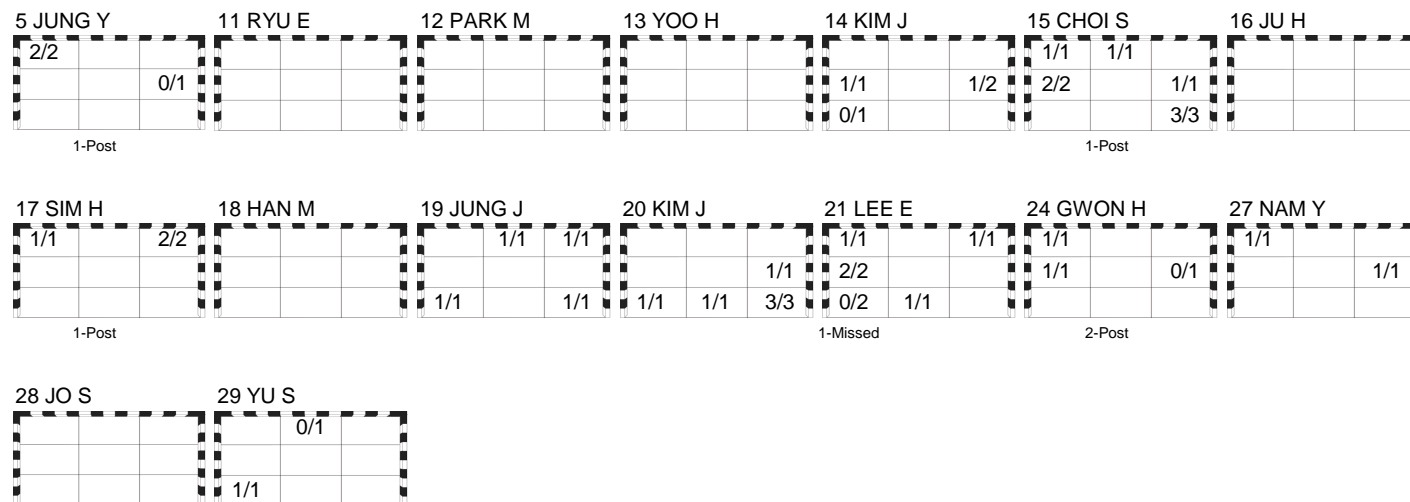 5 JUNG Y 11 RYU E 12 PARK M 13 YOO H 14 KIM J 15 CHOI S 16 JU H
2/2 1/1 1/1
0/1 1/1 1/2 2/2 1/1
0/1 3/3
1-Post 1-Post
17 SIM H 18 HAN M 19 JUNG J 20 KIM J 21 LEE E 24 GWON H 27 NAM Y
1/1 2/2 1/1 1/1 1/1 1/1 1/1 1/1
1/1 2/2 1/1 0/1 1/1
1/1 1/1 1/1 1/1 3/3 0/2 1/1
1-Post 1-Missed 2-Post
28 JO S 29 YU S
0/1
1/1